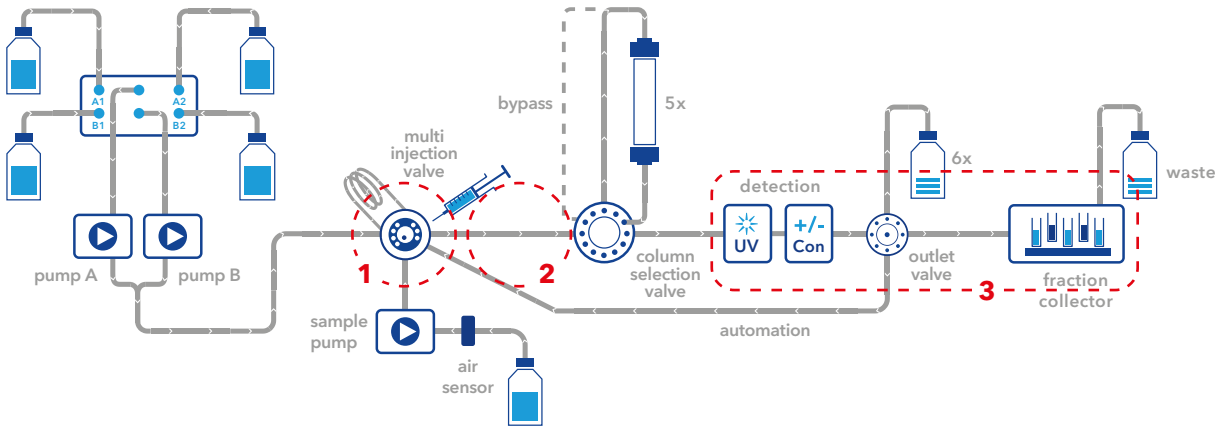 A1
A2
B1
B2
pump A
pump B
multi
injection
valve
1
2
sample
pump
air
sensor
bypass
5x
column
selection
valve
detection
UV
+/-
Con
6x
outlet
valve
waste
fraction
collector
3
automation